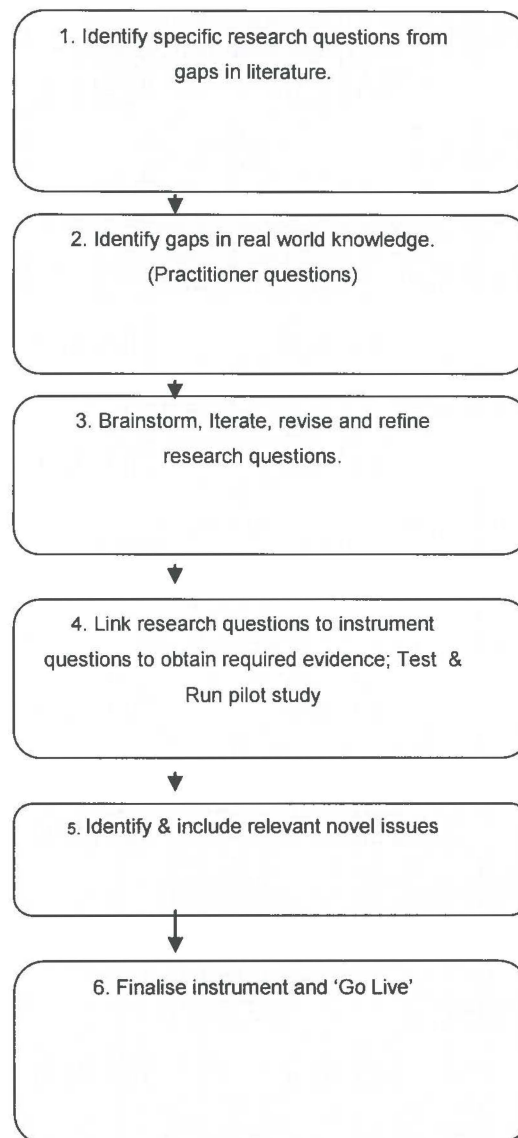 1. Identify specific research questions from
gaps in literature.
2. Identify gaps in real world knowledge.
(Practitioner questions)
3. Brainstorm, Iterate, revise and refine
research questions.
4. Link research questions to instrument
questions to obtain required evidence; Test &
Run pilot study
5. Identify & include relevant novel issues
6. Finalise instrument and 'Go Live'